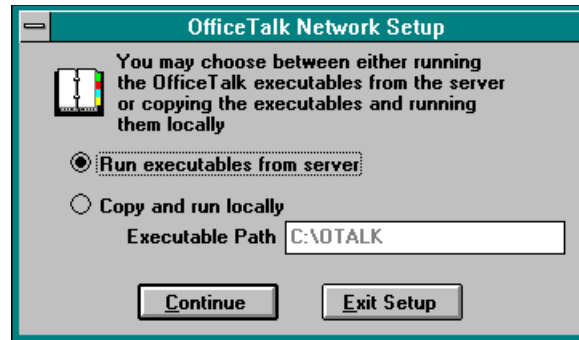 OfficeTalk Network Setup
You may choose between either running
the OfficeTalk executables from the server
or copying the executables and running
them locally
Run executables from server
Copy and run locally
Executable Path C:\OTALK
Continue Exit Setup